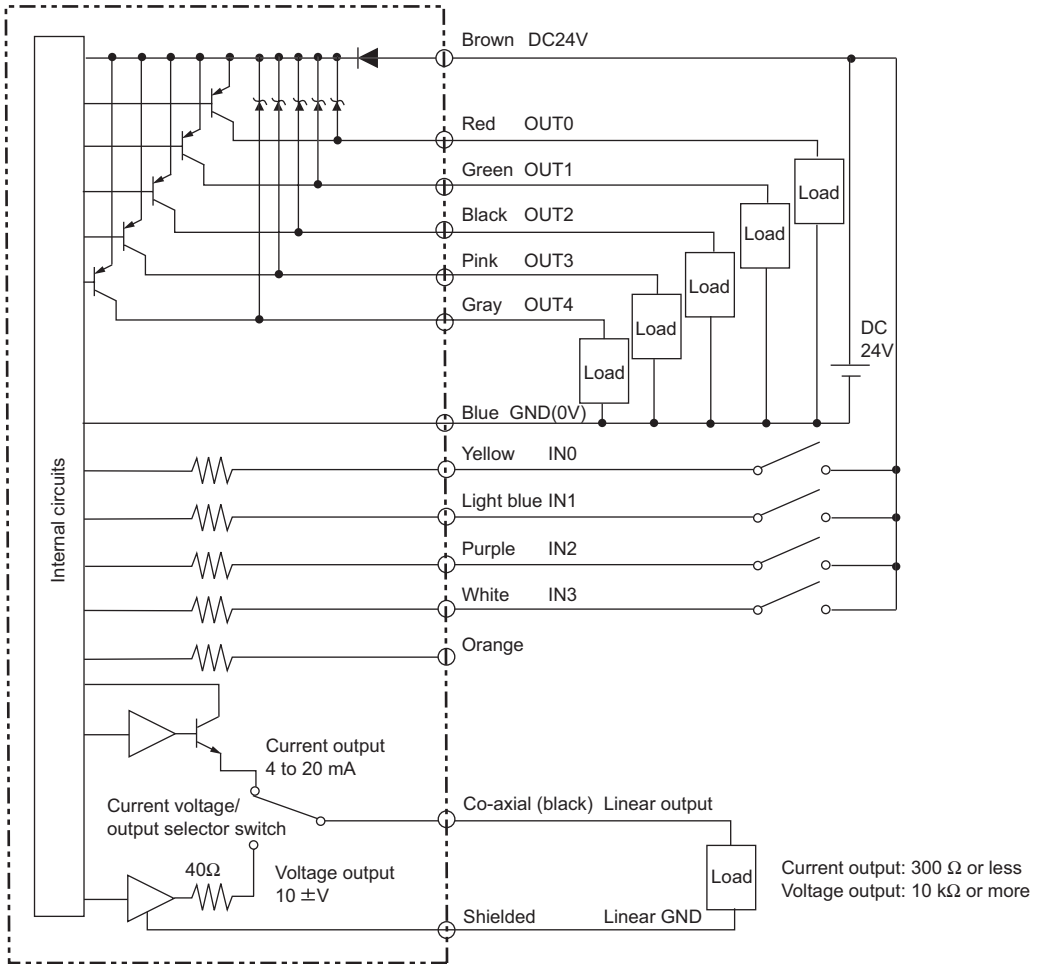 Brown DC24V
Red OUT0
Green OUT1
Load
Black OUT2
Load
Pink OUT3
Load
Gray OUT4
Load
DC
24V
Load
Blue GND(0V)
Internal circuits
Yellow IN0
Light blue IN1
Purple IN2
White IN3
Orange
Current output
4 to 20 mA
Current voltage/
output selector switch
Co-axial (black) Linear output
40Ω
Voltage output
10 ±V
Load
Current output: 300 Ω or less
Voltage output: 10 kΩ or more
Shielded Linear GND